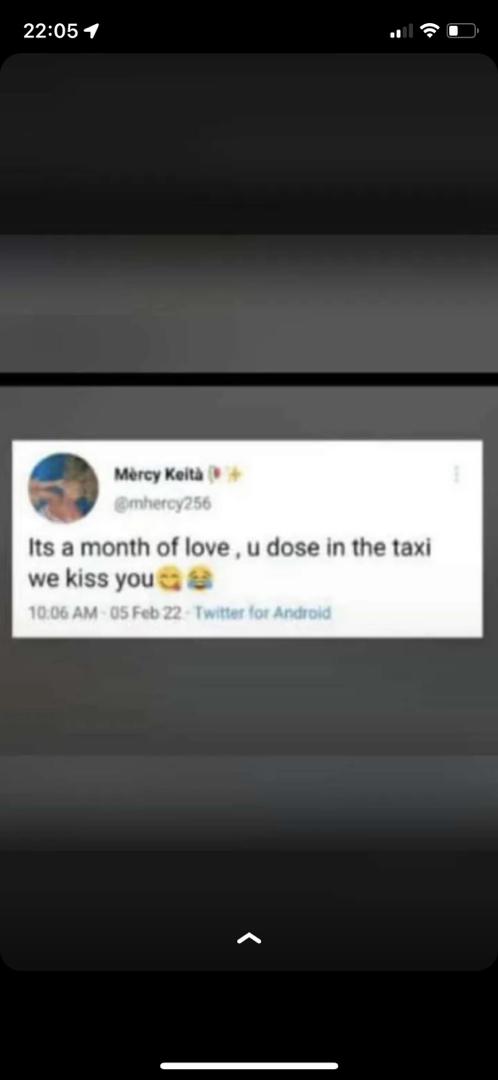 22:05
Mèrcy Keità
@mhercy256
Its a month of love , u dose in the taxi
we kiss you😋😂
10:06 AM · 05 Feb 22 · Twitter for Android